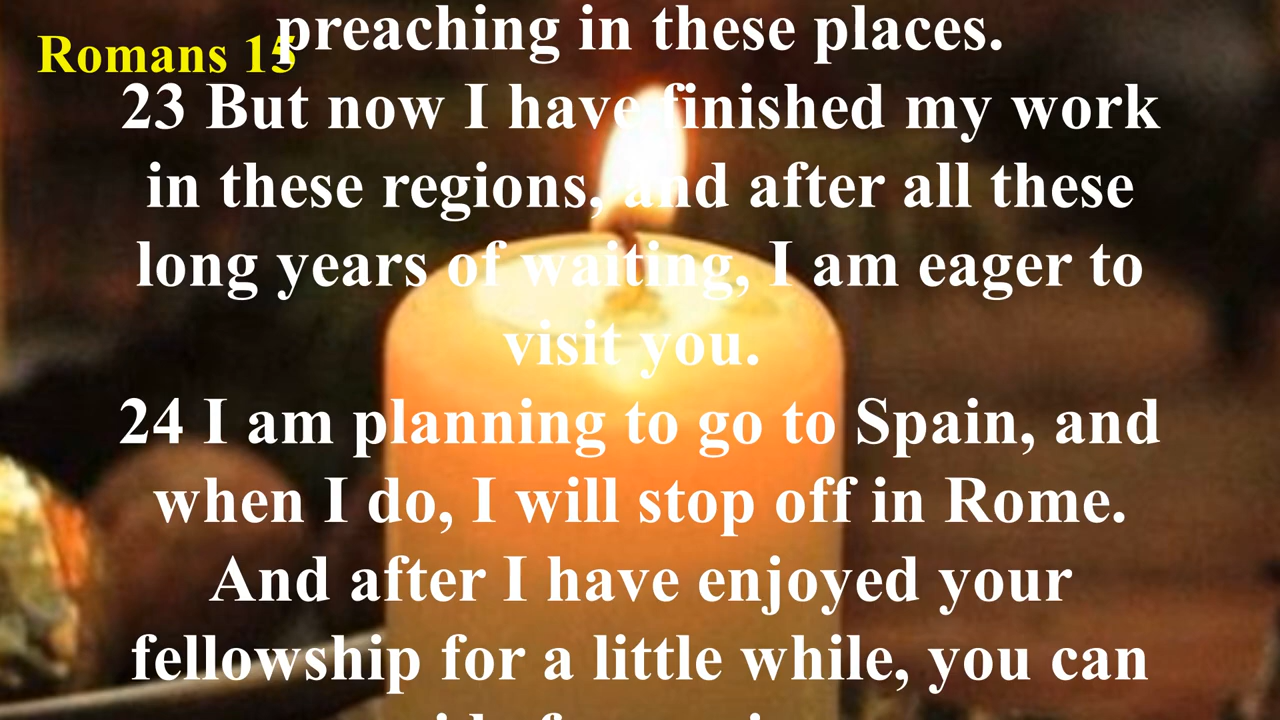 Romans 15
preaching in these places.
23 But now I have finished my work
in these regions, and after all these
long years of waiting, I am eager to
visit you.
24 I am planning to go to Spain, and
when I do, I will stop off in Rome.
And after I have enjoyed your
fellowship for a little while, you can